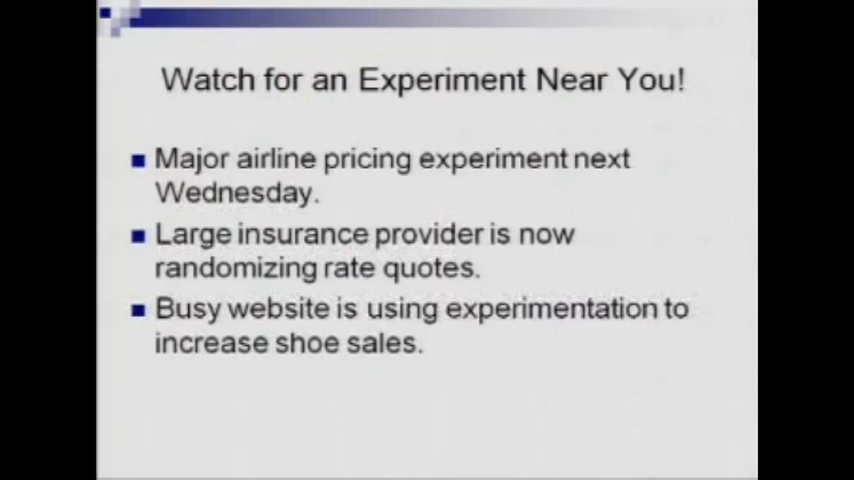 Watch for an Experiment Near You!
Major airline pricing experiment next
Wednesday.
Large insurance provider is now
randomizing rate quotes.
Busy website is using experimentation to
increase shoe sales.